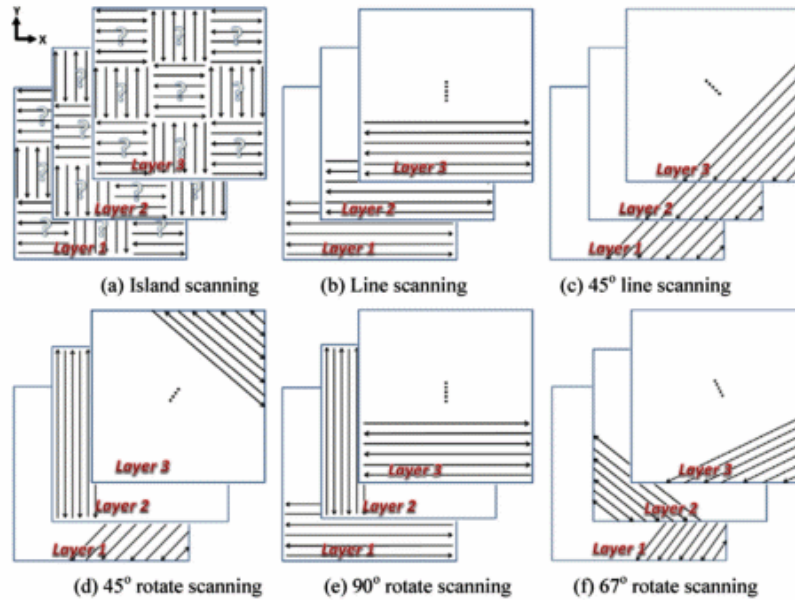 Y
X
? ? ?
? ? ?
? ? ?
Layer 3
Layer 2
Layer 1
(a) Island scanning
Layer 3
Layer 2
Layer 1
(b) Line scanning
Layer 3
Layer 2
Layer 1
(c) 45° line scanning
Layer 3
Layer 2
Layer 1
(d) 45° rotate scanning
Layer 3
Layer 2
Layer 1
(e) 90° rotate scanning
Layer 3
Layer 2
Layer 1
(f) 67° rotate scanning